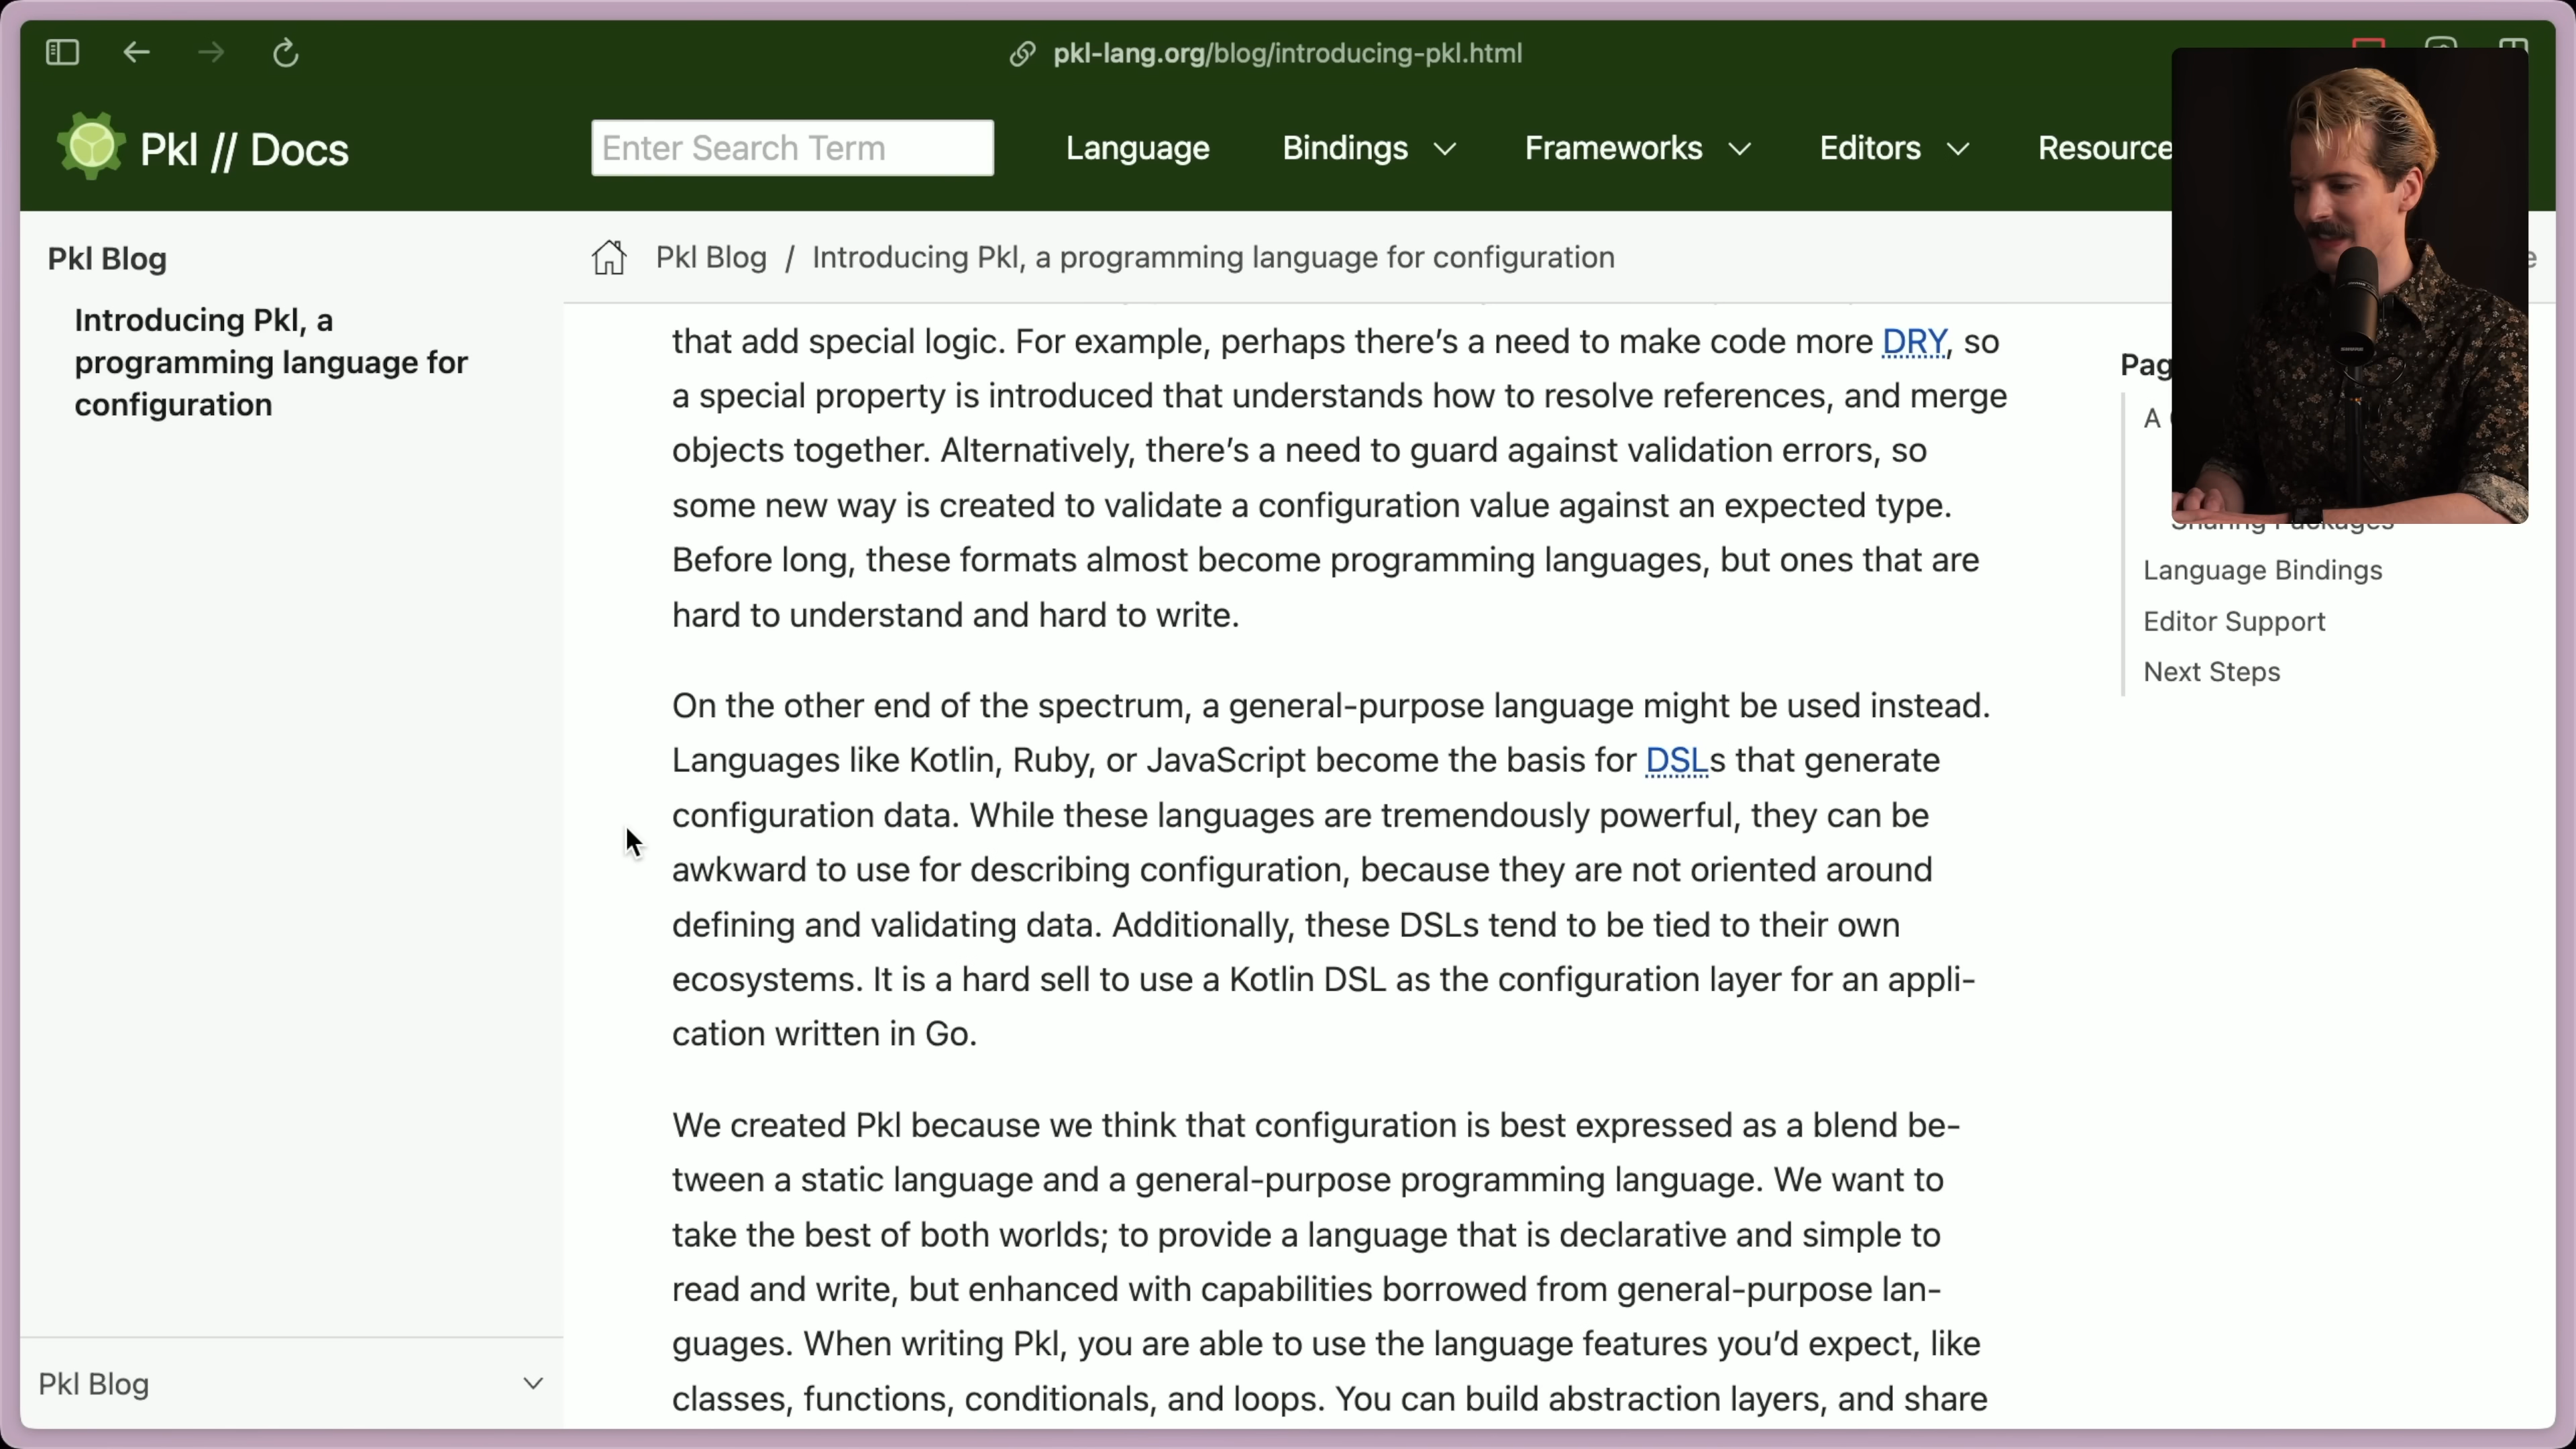 pkl-lang.org/blog/introducing-pkl.html
Pkl // Docs
Enter Search Term
Language
Bindings
Frameworks
Editors
Resource
Pkl Blog
Introducing Pkl, a
programming language for
configuration
Pkl Blog / Introducing Pkl, a programming language for configuration
that add special logic. For example, perhaps there's a need to make code more DRY, so
a special property is introduced that understands how to resolve references, and merge
objects together. Alternatively, there's a need to guard against validation errors, so
some new way is created to validate a configuration value against an expected type.
Before long, these formats almost become programming languages, but ones that are
hard to understand and hard to write.
On the other end of the spectrum, a general-purpose language might be used instead.
Languages like Kotlin, Ruby, or JavaScript become the basis for DSLs that generate
configuration data. While these languages are tremendously powerful, they can be
awkward to use for describing configuration, because they are not oriented around
defining and validating data. Additionally, these DSLs tend to be tied to their own
ecosystems. It is a hard sell to use a Kotlin DSL as the configuration layer for an appli-
cation written in Go.
We created Pkl because we think that configuration is best expressed as a blend be-
tween a static language and a general-purpose programming language. We want to
take the best of both worlds; to provide a language that is declarative and simple to
read and write, but enhanced with capabilities borrowed from general-purpose lan-
guages. When writing Pkl, you are able to use the language features you'd expect, like
classes, functions, conditionals, and loops. You can build abstraction layers, and share
Pag
A
Sharing Packages
Language Bindings
Editor Support
Next Steps
Pkl Blog